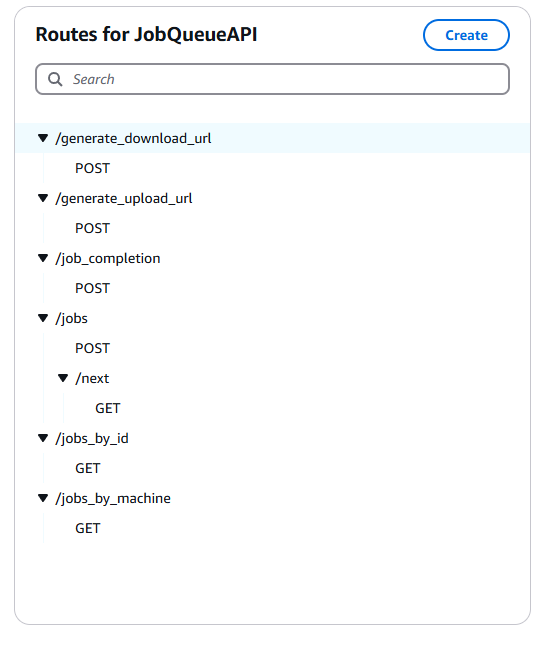 Routes for JobQueueAPI
Create
Search
/generate_download_url
POST
/generate_upload_url
POST
/job_completion
POST
/jobs
POST
/next
GET
/jobs_by_id
GET
/jobs_by_machine
GET